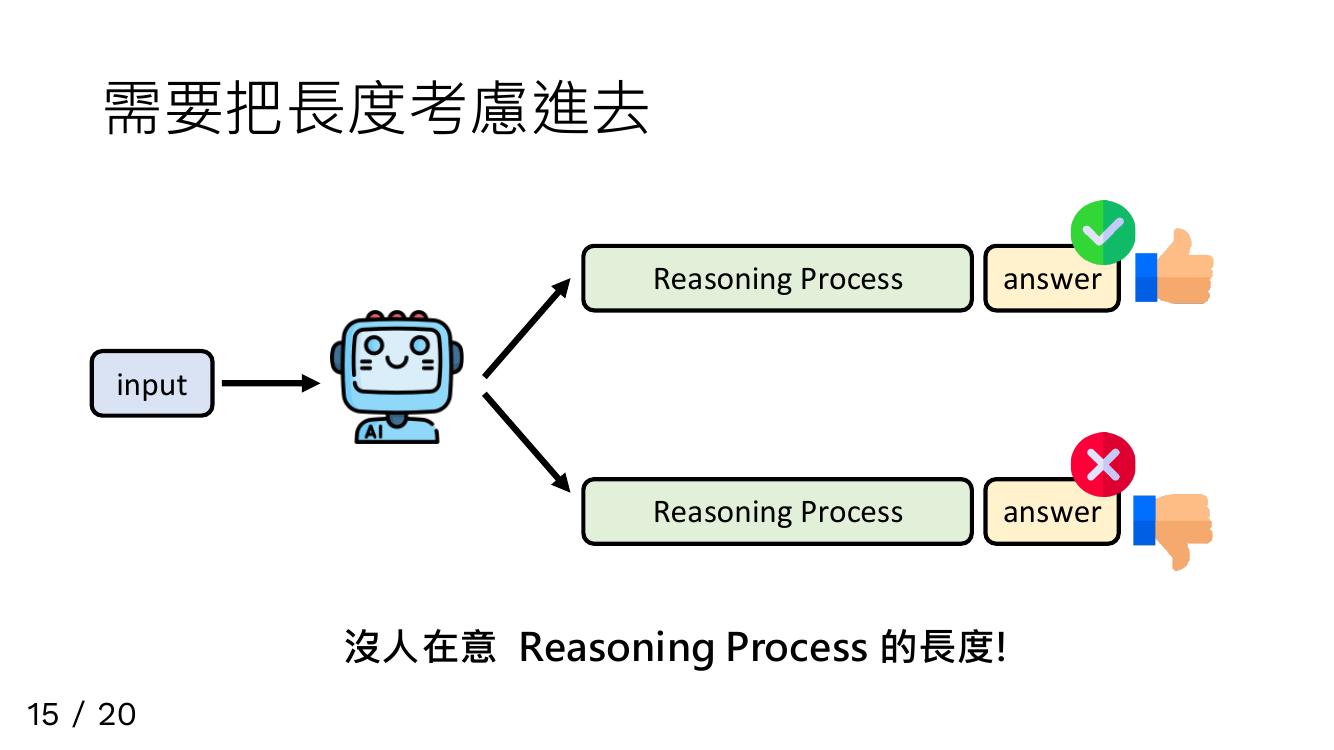 需要把長度考慮進去
Reasoning Process
answer
input
AI
Reasoning Process
answer
沒人在意 Reasoning Process 的長度!
15 / 20